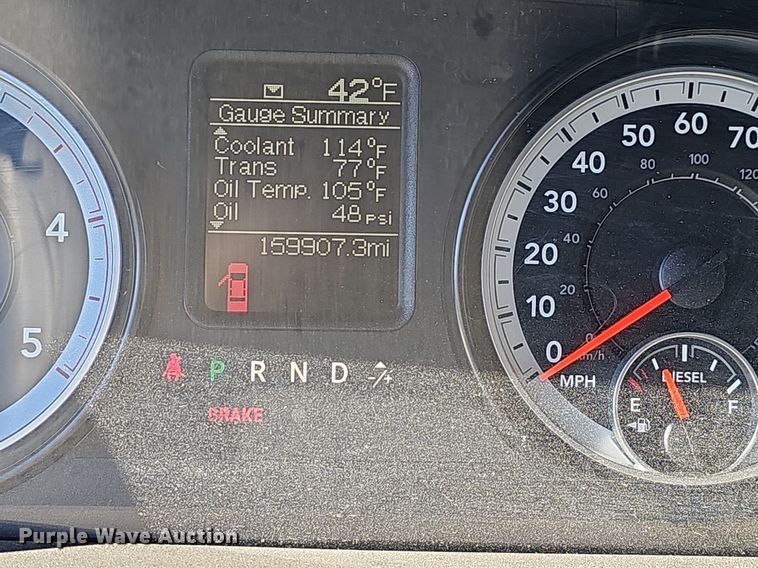 42°F
Gauge Summary
Coolant 114°F
Trans 77°F
Oil Temp. 105°F
Oil 48 psi
159907.3mi
4
5
P R N D -/+
BRAKE
0 10 20 30 40 50 60 70
0 20 40 60 80 100 120
km/h
MPH
DIESEL
E F
Purple Wave Auction